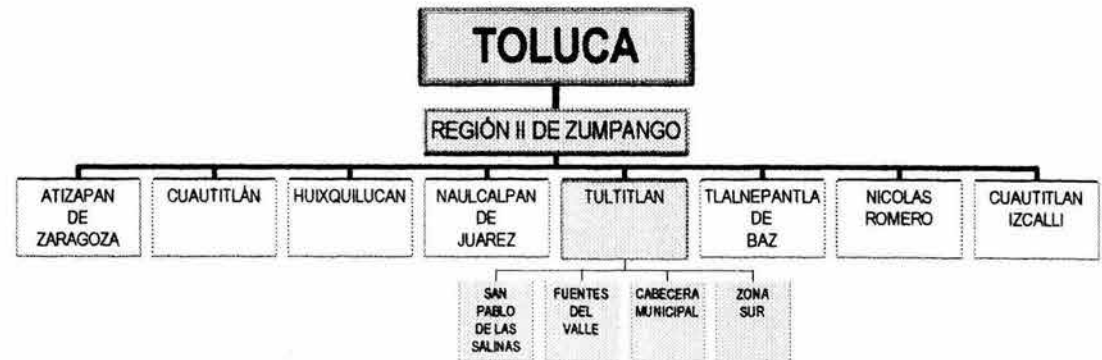 TOLUCA
REGIÓN II DE ZUMPANGO
ATIZAPAN
DE
ZARAGOZA
CUAUTITLÁN
HUIXQUILUCAN
NAULCALPAN
DE
JUAREZ
TULTITLAN
TLALNEPANTLA
DE
BAZ
NICOLAS
ROMERO
CUAUTITLAN
IZCALLI
SAN
PABLO
DE LAS
SALINAS
FUENTES
DEL
VALLE
CABECERA
MUNICIPAL
ZONA
SUR